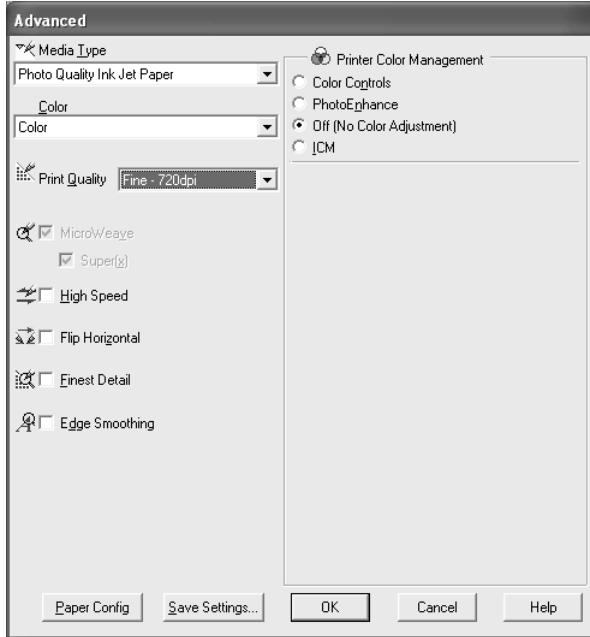 Advanced
Media Type
Photo Quality Ink Jet Paper
Color
Color
Print Quality Fine - 720dpi
MicroWeave
Super(x)
High Speed
Flip Horizontal
Finest Detail
Edge Smoothing
Printer Color Management
Color Controls
PhotoEnhance
Off (No Color Adjustment)
ICM
Paper Config Save Settings... OK Cancel Help